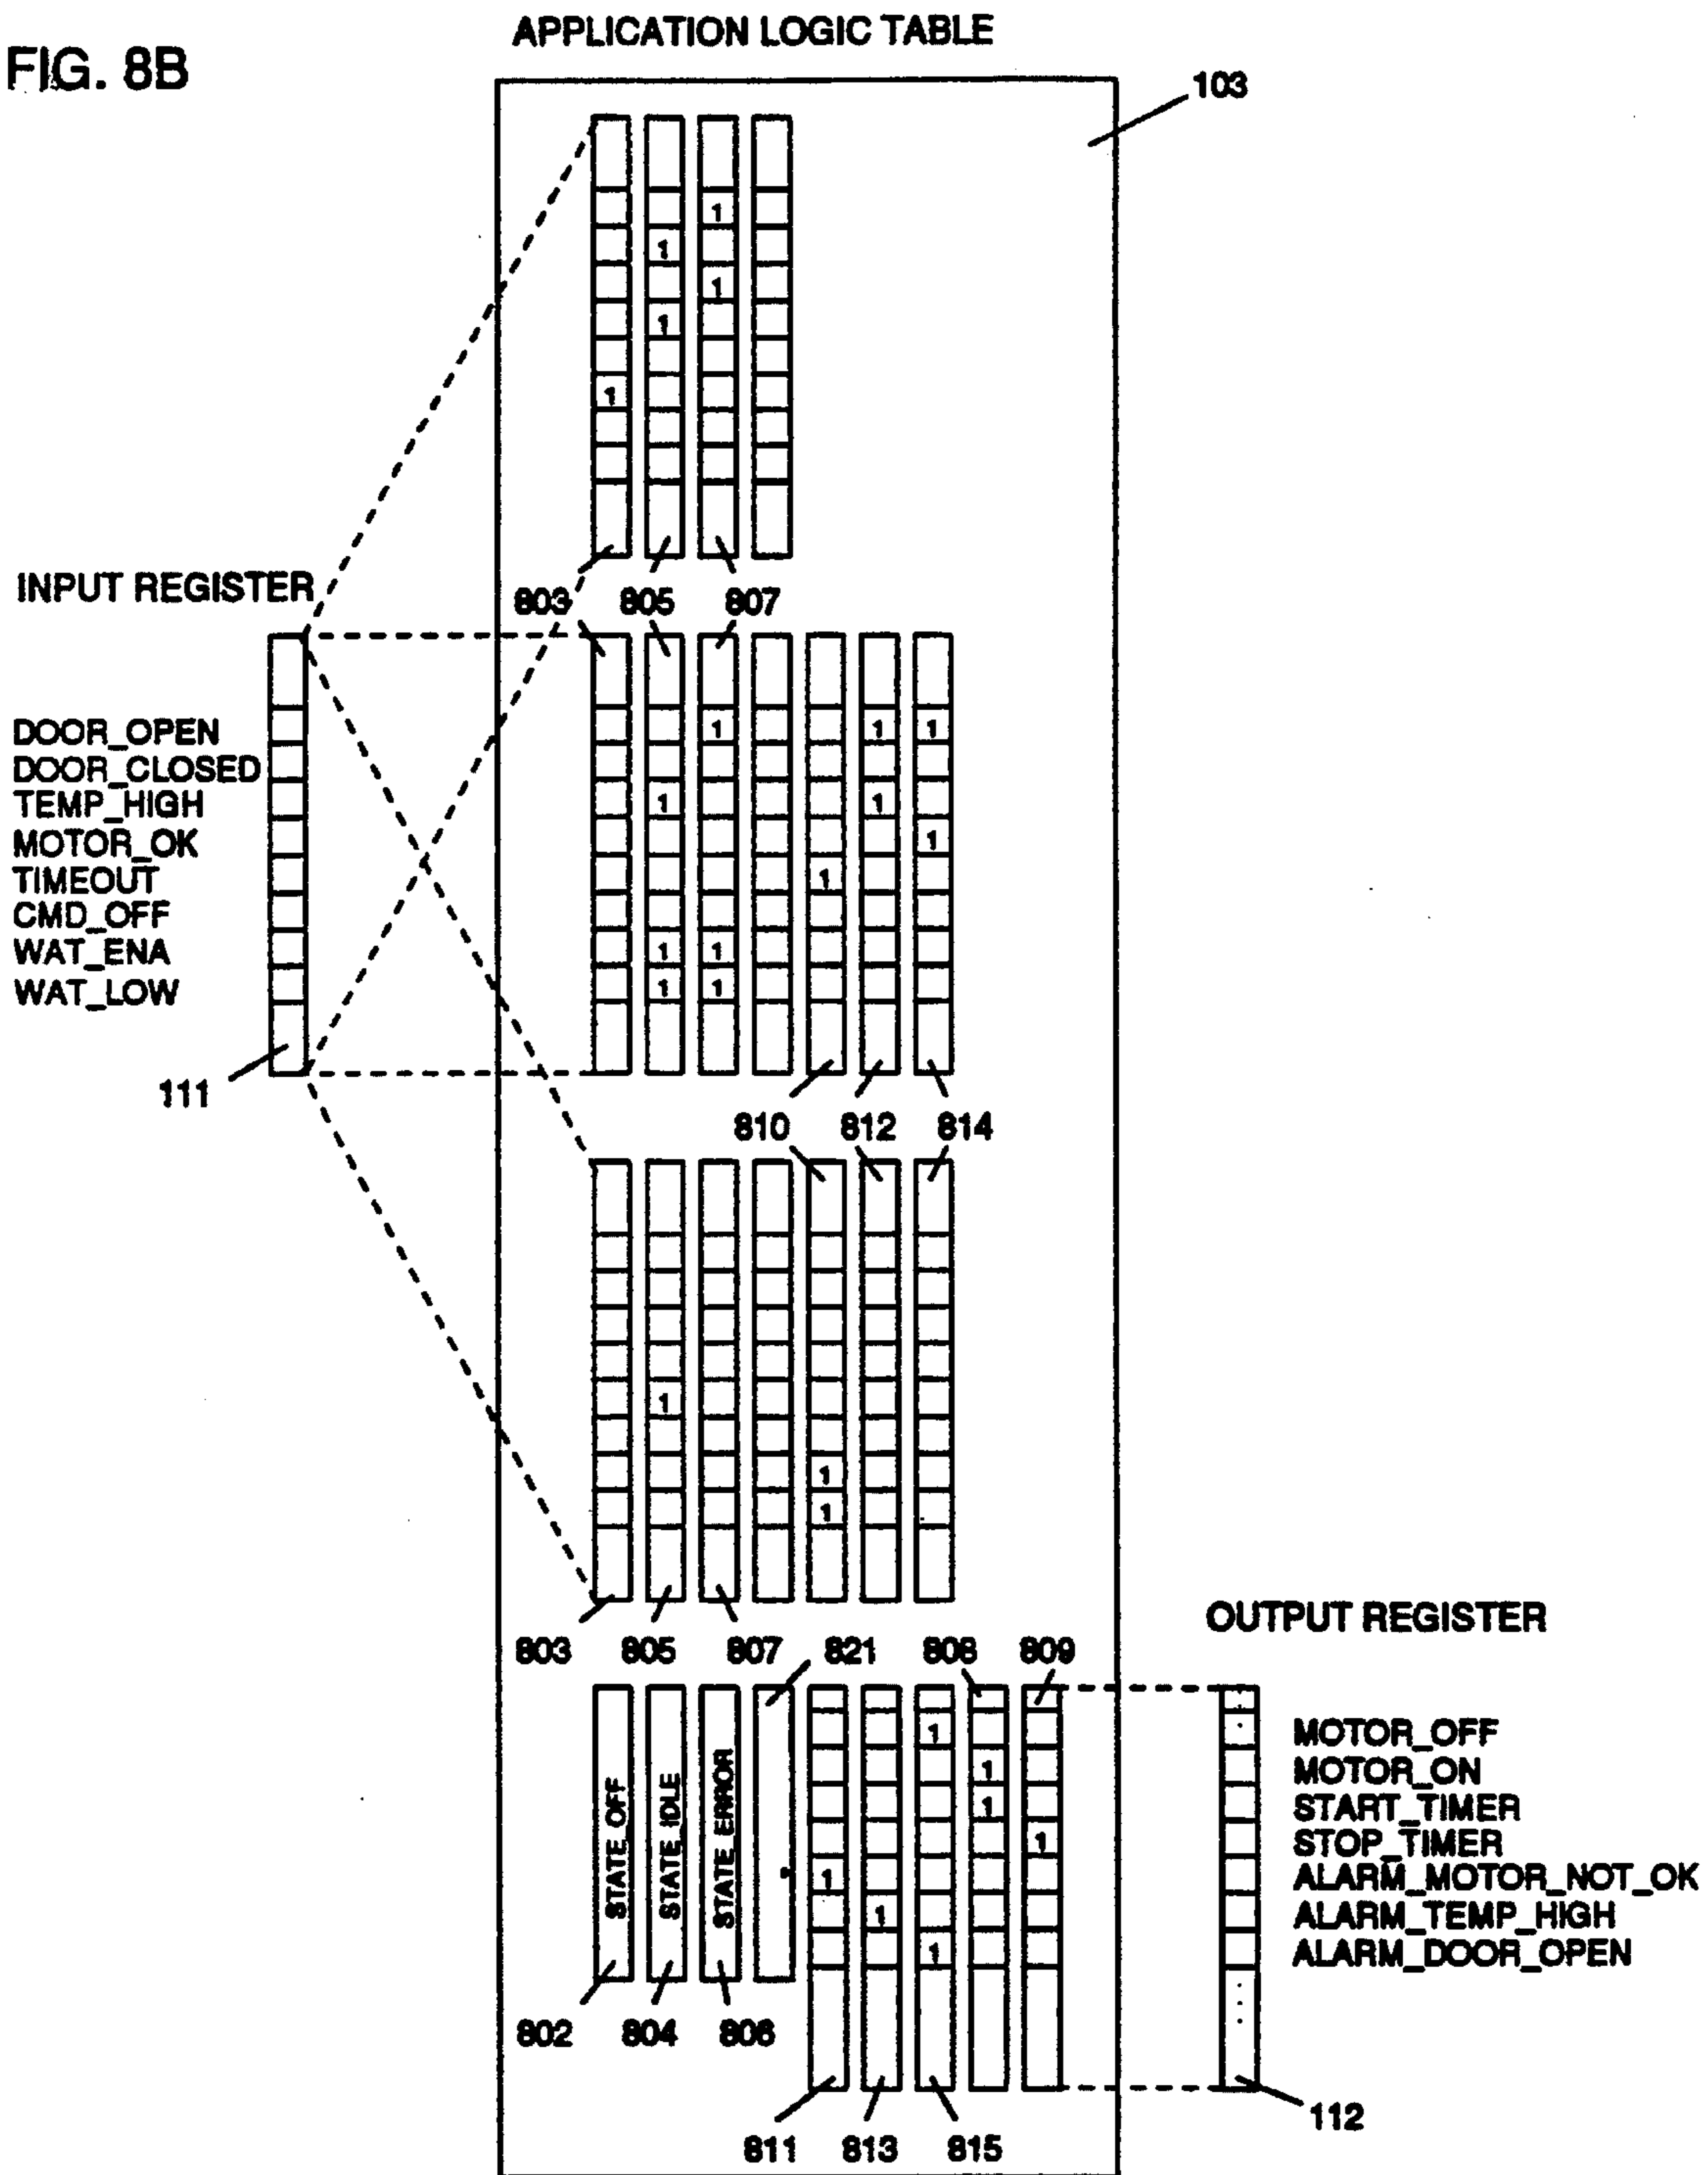 APPLICATION LOGIC TABLE
FIG. 8B
103
1
1
1
1
1
INPUT REGISTER
803 805 807
DOOR_OPEN 1 1 1
DOOR_CLOSED
TEMP_HIGH 1 1
MOTOR_OK 1
TIMEOUT 1
CMD_OFF
WAT_ENA 1 1
WAT_LOW 1 1
111
810 812 814
1
1
1
OUTPUT REGISTER
803 805 807 821 808 809
STATE_OFF
STATE_IDLE
STATE_ERROR
1 MOTOR_OFF
1 MOTOR_ON
1 START_TIMER
1 STOP_TIMER
1 ALARM_MOTOR_NOT_OK
1 ALARM_TEMP_HIGH
1 ALARM_DOOR_OPEN
802 804 806
112
811 813 815